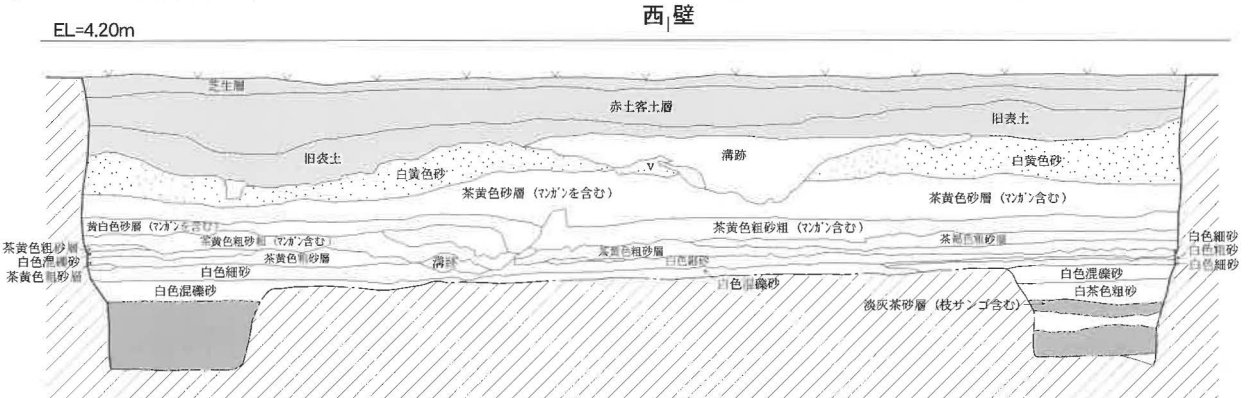 西壁
EL=4.20m
芝生層
赤土客土層
旧表土
旧表土
溝跡
白黄色砂
白黄色砂
V
茶黄色砂層（マンガンを含む）
茶黄色砂層（マンガン含む）
黄白色砂層（マンガンを含む）
茶黄色粗砂粗（マンガン含む）
茶黄色粗砂粗（マンガン含む）
茶褐色粗砂層
白色細砂
茶黄色粗砂層
茶黄色粗砂層
茶黄色粗砂層
白色粗砂
白色混礫砂
溝跡
白色細砂
白色細砂
茶黄色粗砂層
白色細砂
白色混礫砂
白色混礫砂
白色混礫砂
白茶色粗砂
淡灰茶砂層（枝サンゴ含む）